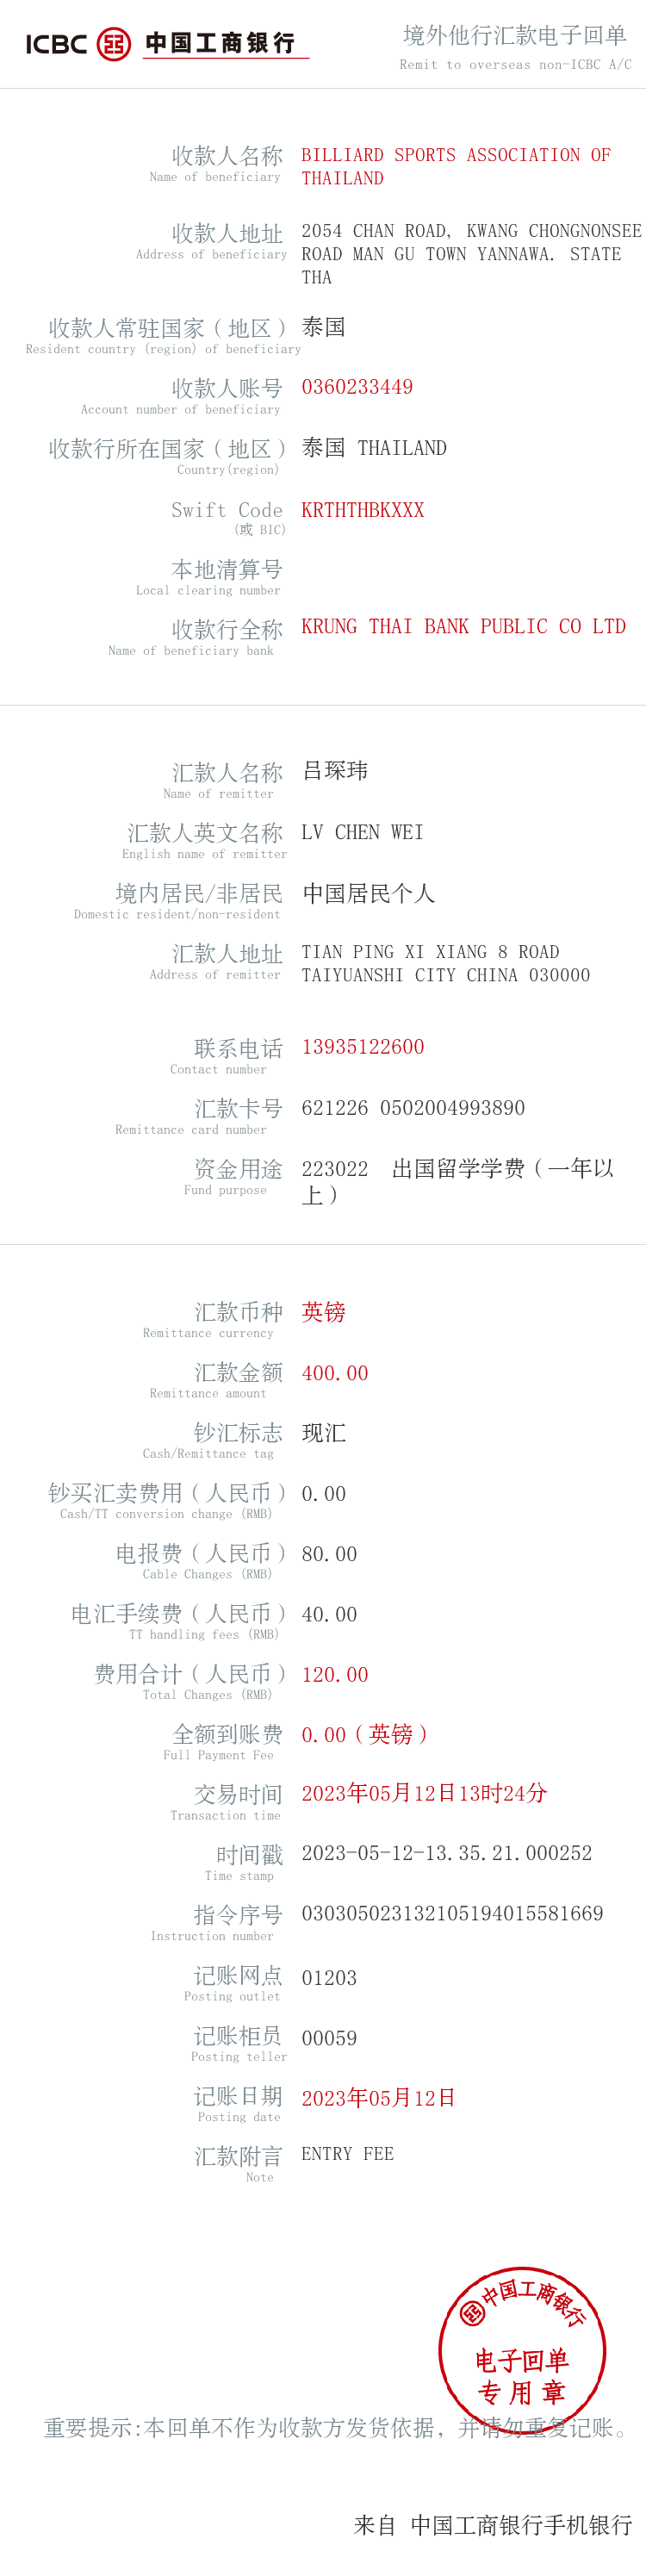 ICBC 中国工商银行
境外他行汇款电子回单
Remit to overseas non-ICBC A/C
收款人名称 BILLIARD SPORTS ASSOCIATION OF
Name of beneficiary THAILAND
收款人地址 2054 CHAN ROAD, KWANG CHONGNONSEE
Address of beneficiary ROAD MAN GU TOWN YANNAWA. STATE
THA
收款人常驻国家（地区） 泰国
Resident country (region) of beneficiary
收款人账号 0360233449
Account number of beneficiary
收款行所在国家（地区） 泰国 THAILAND
Country(region)
Swift Code KRTHTHBKXXX
(或 BIC)
本地清算号
Local clearing number
收款行全称 KRUNG THAI BANK PUBLIC CO LTD
Name of beneficiary bank
汇款人名称 吕琛玮
Name of remitter
汇款人英文名称 LV CHEN WEI
English name of remitter
境内居民/非居民 中国居民个人
Domestic resident/non-resident
汇款人地址 TIAN PING XI XIANG 8 ROAD
Address of remitter TAIYUANSHI CITY CHINA 030000
联系电话 13935122600
Contact number
汇款卡号 621226 0502004993890
Remittance card number
资金用途 223022 出国留学学费（一年以
Fund purpose 上）
汇款币种 英镑
Remittance currency
汇款金额 400.00
Remittance amount
钞汇标志 现汇
Cash/Remittance tag
钞买汇卖费用（人民币） 0.00
Cash/TT conversion change (RMB)
电报费（人民币） 80.00
Cable Changes (RMB)
电汇手续费（人民币） 40.00
TT handling fees (RMB)
费用合计（人民币） 120.00
Total Changes (RMB)
全额到账费 0.00（英镑）
Full Payment Fee
交易时间 2023年05月12日13时24分
Transaction time
时间戳 2023-05-12-13.35.21.000252
Time stamp
指令序号 030305023132105194015581669
Instruction number
记账网点 01203
Posting outlet
记账柜员 00059
Posting teller
记账日期 2023年05月12日
Posting date
汇款附言 ENTRY FEE
Note
中国工商银行
电子回单
专用章
重要提示:本回单不作为收款方发货依据, 并请勿重复记账。
来自 中国工商银行手机银行